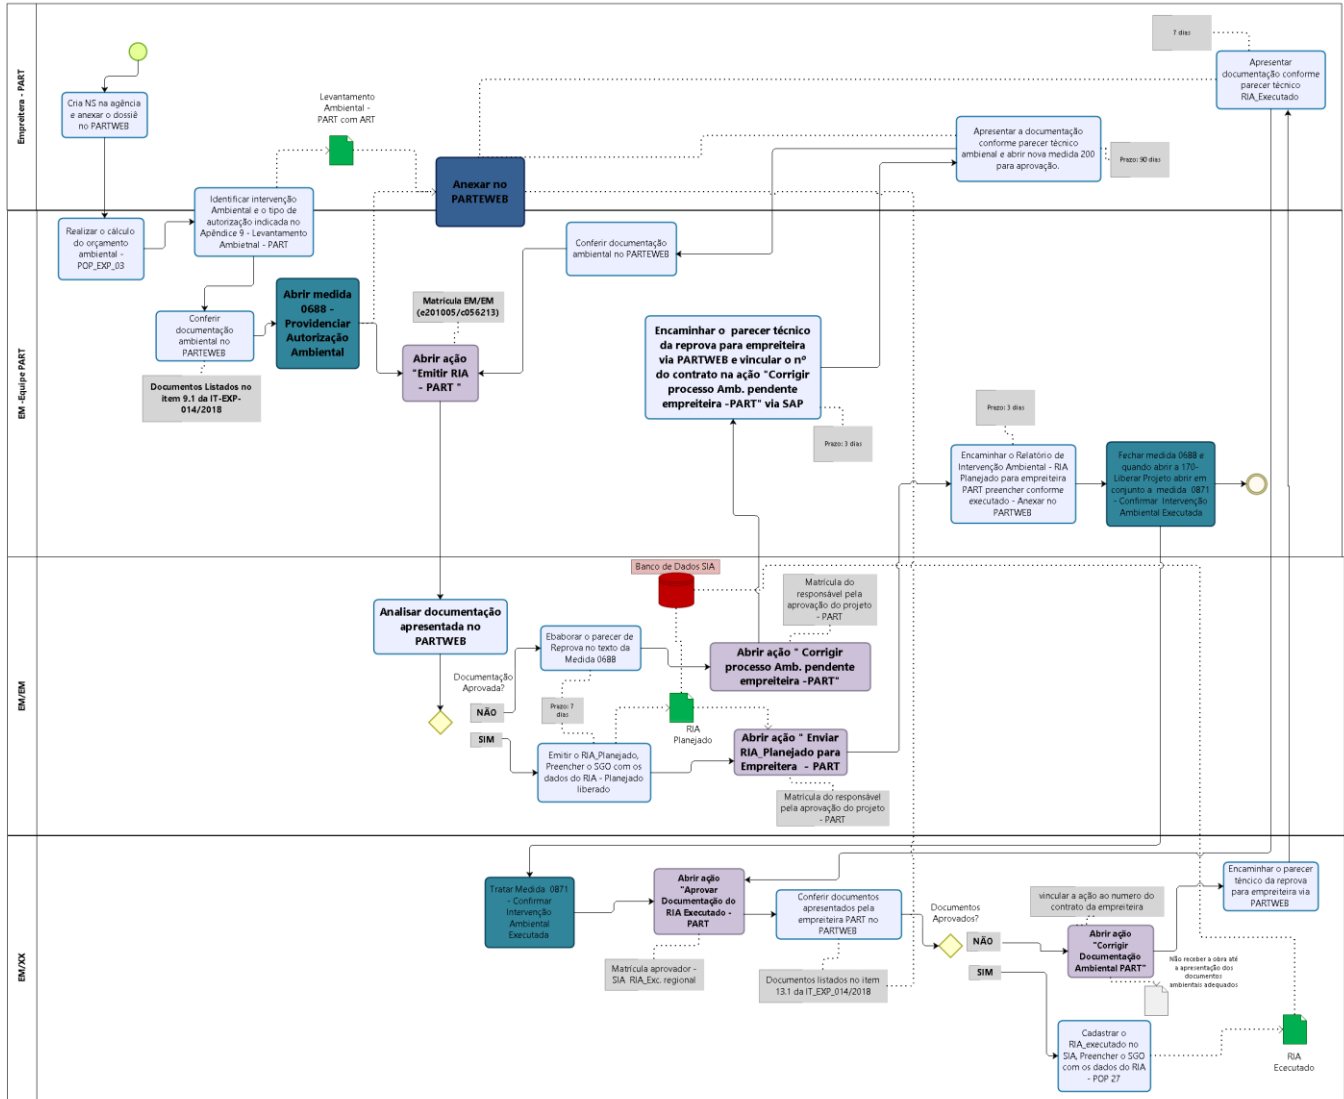 Empreitera - PART
Cria NS na agência
e anexar o dossiê
no PARTWEB
Levantamento
Ambiental -
PART com ART
Identificar intervenção
Ambiental e o tipo de
autorização indicada no
Apêndice 9 - Levantamento
Ambietnal - PART
Anexar no
PARTEWEB
Apresentar a documentação
conforme parecer técnico
ambienal e abrir nova medida 200
para aprovação.
Prazo: 90 dias
7 dias
Apresentar
documentação conforme
parecer técnico
RIA_Executado
EM -Equipe PART
Realizar o cálculo
do orçamento
ambiental -
POP_EXP_03
Conferir
documentação
ambiental no
PARTEWEB
Documentos Listados no
item 9.1 da IT-EXP-
014/2018
Abrir medida
0688 -
Providenciar
Autorização
Ambiental
Matrícula EM/EM
(e201005/c056213)
Abrir ação
"Emitir RIA
- PART "
Conferir documentação
ambiental no PARTEWEB
Encaminhar o  parecer técnico
da reprova para empreiteira
via PARTWEB e vincular o nº
do contrato na ação "Corrigir
processo Amb. pendente
empreiteira -PART" via SAP
Prazo: 3 dias
Prazo: 3 dias
Encaminhar o Relatório de
Intervenção Ambiental - RIA
Planejado para empreiteira
PART preencher conforme
executado - Anexar no
PARTWEB
Fechar medida 0688 e
quando abrir a 170-
Liberar Projeto abrir em
conjunto a  medida  0871
- Confirmar  Intervenção
Ambiental Executada
EM/EM
Analisar documentação
apresentada no
PARTWEB
Documentação
Aprovada?
NÃO
SIM
Ebaborar o parecer de
Reprova no texto da
Medida 0688
Prazo: 7
dias
Emitir o RIA_Planejado,
Preencher o SGO com os
dados do RIA - Planejado
liberado
Banco de Dados SIA
RIA
Planejado
Matrícula do
responsável pela
aprovação do projeto
- PART
Abrir ação " Corrigir
processo Amb. pendente
empreiteira -PART"
Abrir ação " Enviar
RIA_Planejado para
Empreitera  - PART
Matrícula do responsável
pela aprovação do projeto
- PART
EM/XX
Tratar Medida  0871
- Confirmar
Intervenção
Ambiental
Executada
Abrir ação
"Aprovar
Documentação do
RIA Executado -
PART
Matrícula aprovador -
SIA  RIA_Exc. regional
Conferir documentos
apresentados pela
empreitera PART no
PARTWEB
Documentos listados no item
13.1 da IT_EXP_014/2018
Documentos
Aprovados?
NÃO
SIM
vincular a ação ao numero do
contrato da empreiteira
Abrir ação
"Corrigir
Documentação
Ambiental PART"
Não receber a obra até
a apresentação dos
documentos
ambientais adequados
Encaminhar o parecer
téncico da reprova
para empreiteira via
PARTWEB
Cadastrar o
RIA_executado no
SIA, Preencher o SGO
com os dados do RIA
- POP 27
RIA
Ececutado